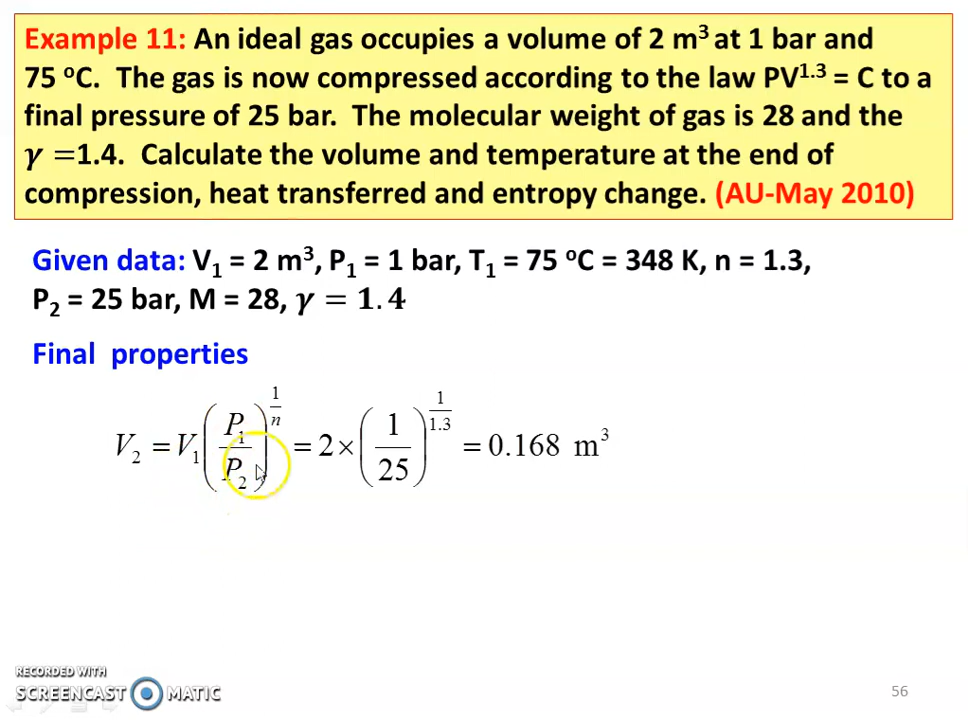 Example 11: An ideal gas occupies a volume of 2 m³ at 1 bar and
75 ⁰C. The gas is now compressed according to the law PV¹·³ = C to a
final pressure of 25 bar. The molecular weight of gas is 28 and the
γ =1.4. Calculate the volume and temperature at the end of
compression, heat transferred and entropy change. (AU-May 2010)
Given data: V₁ = 2 m³, P₁ = 1 bar, T₁ = 75 ⁰C = 348 K, n = 1.3,
P₂ = 25 bar, M = 28, γ = 1.4
Final properties
V₂ = V₁ (P₁/P₂)^(1/n) = 2 × (1/25)^(1/1.3) = 0.168 m³
RECORDED WITH
SCREENCAST MATIC
56